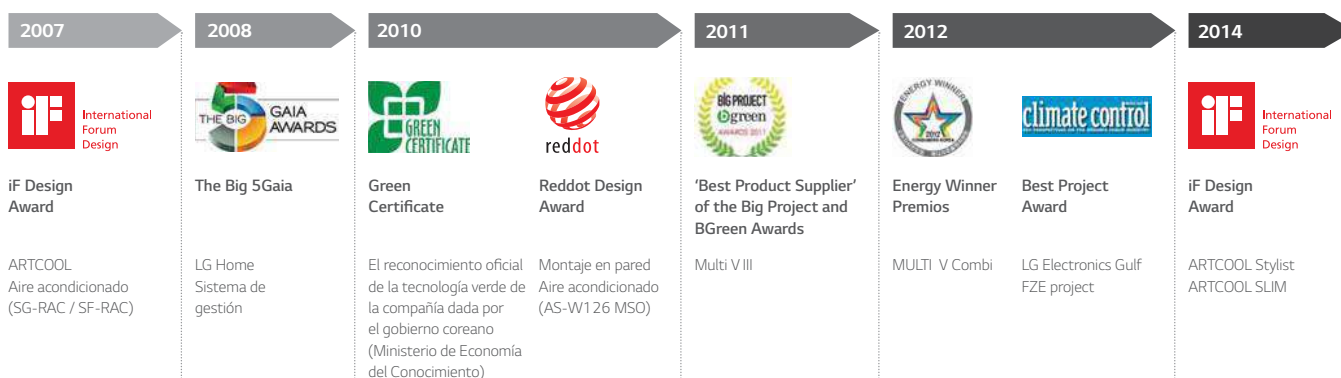 2007
2008
2010
2011
2012
2014
iF
International
Forum
Design
iF Design
Award
ARTCOOL
Aire acondicionado
(SG-RAC / SF-RAC)
THE BIG 5
GAIA
AWARDS
The Big 5Gaia
LG Home
Sistema de
gestión
GREEN
CERTIFICATE
Green
Certificate
El reconocimiento oficial
de la tecnología verde de
la compañía dada por
el gobierno coreano
(Ministerio de Economía
del Conocimiento)
reddot
Reddot Design
Award
Montaje en pared
Aire acondicionado
(AS-W126 MSO)
BIG PROJECT
bgreen
AWARDS 2011
'Best Product Supplier'
of the Big Project and
BGreen Awards
Multi V III
ENERGY WINNER
2012
Energy Winner
Premios
MULTI V Combi
climate control
Best Project
Award
LG Electronics Gulf
FZE project
iF
International
Forum
Design
iF Design
Award
ARTCOOL Stylist
ARTCOOL SLIM